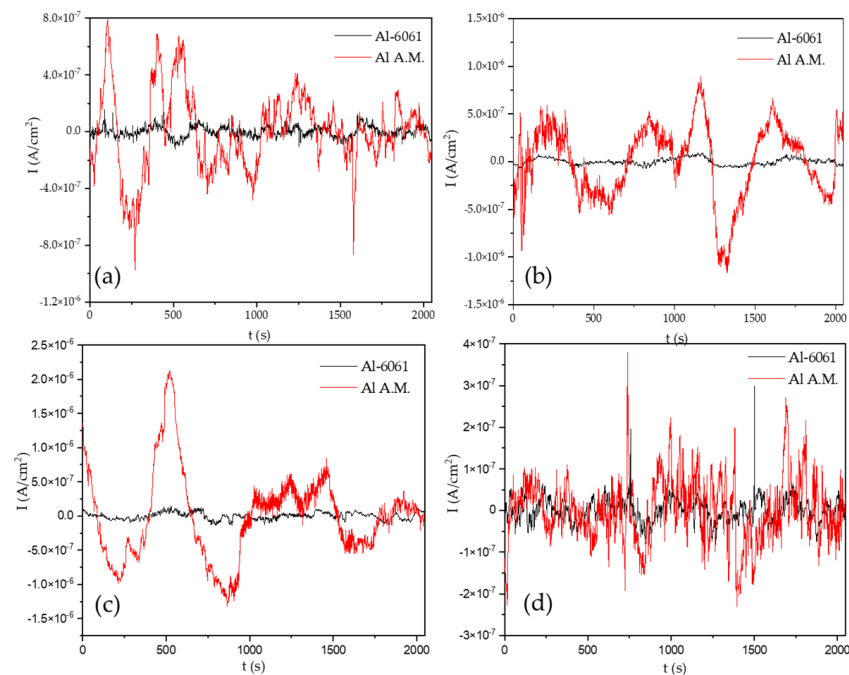 8.0×10⁻⁷
4.0×10⁻⁷
0.0
-4.0×10⁻⁷
-8.0×10⁻⁷
-1.2×10⁻⁶
I (A/cm²)
Al-6061
Al A.M.
(a)
0 500 1000 1500 2000
t (s)
1.5×10⁻⁶
1.0×10⁻⁶
5.0×10⁻⁷
0.0
-5.0×10⁻⁷
-1.0×10⁻⁶
-1.5×10⁻⁶
I (A/cm²)
Al-6061
Al A.M.
(b)
0 500 1000 1500 2000
t (s)
2.5×10⁻⁶
2.0×10⁻⁶
1.5×10⁻⁶
1.0×10⁻⁶
5.0×10⁻⁷
0.0
-5.0×10⁻⁷
-1.0×10⁻⁶
-1.5×10⁻⁶
I (A/cm²)
Al-6061
Al A.M.
(c)
0 500 1000 1500 2000
t (s)
4×10⁻⁷
3×10⁻⁷
2×10⁻⁷
1×10⁻⁷
0
-1×10⁻⁷
-2×10⁻⁷
-3×10⁻⁷
I (A/cm²)
Al-6061
Al A.M.
(d)
0 500 1000 1500 2000
t (s)